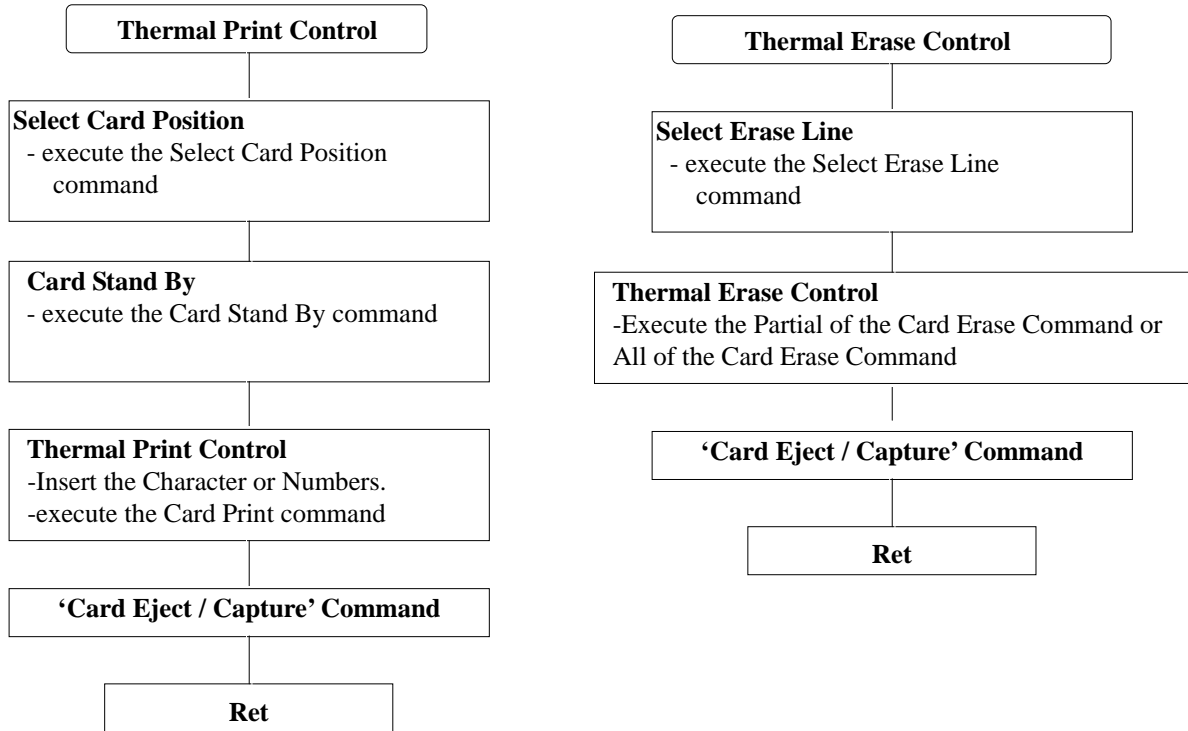 Thermal Print Control
Select Card Position
- execute the Select Card Position
command
Card Stand By
- execute the Card Stand By command
Thermal Print Control
-Insert the Character or Numbers.
-execute the Card Print command
‘Card Eject / Capture’ Command
Ret
Thermal Erase Control
Select Erase Line
- execute the Select Erase Line
command
Thermal Erase Control
-Execute the Partial of the Card Erase Command or
All of the Card Erase Command
‘Card Eject / Capture’ Command
Ret